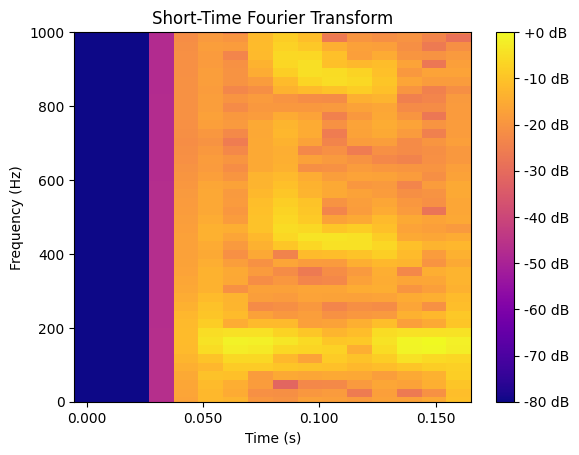 Short-Time Fourier Transform
Frequency (Hz)
1000
800
600
400
200
0
0.000 0.050 0.100 0.150
Time (s)
+0 dB
-10 dB
-20 dB
-30 dB
-40 dB
-50 dB
-60 dB
-70 dB
-80 dB